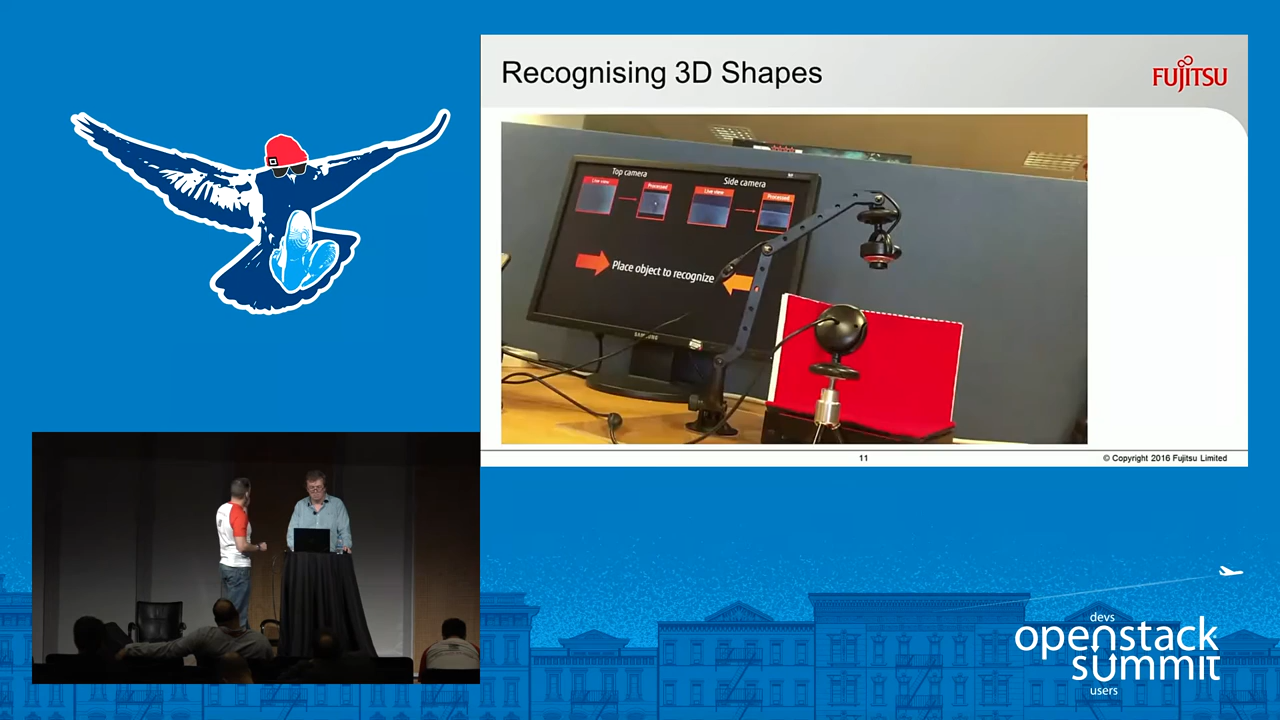 Recognising 3D Shapes
FUJITSU
Top camera
Side camera
Live view
Processed
Live view
Processed
Place object to recognize
SAMSUNG
11
© Copyright 2016 Fujitsu Limited
devs
openstack
summit
users